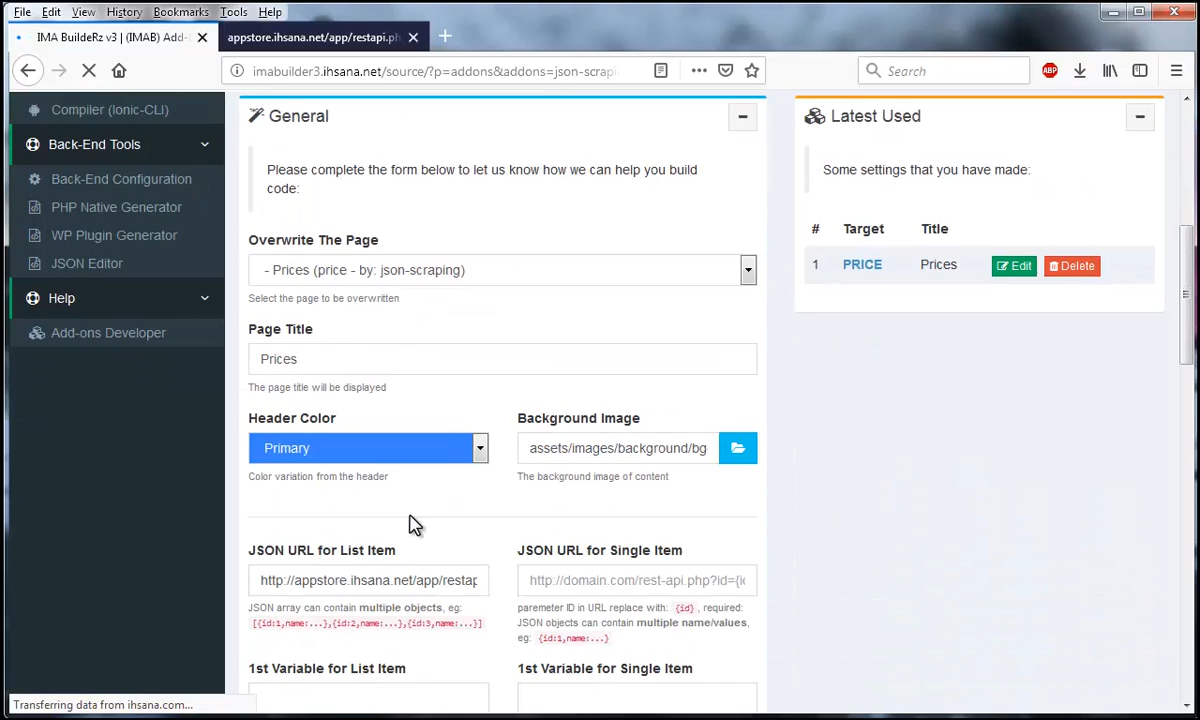 File Edit View History Bookmarks Tools Help
IMA BuildeRz v3 | (IMAB) Add-
appstore.ihsana.net/app/restapi.ph
imabuilder3.ihsana.net/source/?p=addons&addons=json-scrapi
Search
ABP
Compiler (Ionic-CLI)
Back-End Tools
Back-End Configuration
PHP Native Generator
WP Plugin Generator
JSON Editor
Help
Add-ons Developer
General
Please complete the form below to let us know how we can help you build
code:
Overwrite The Page
- Prices (price - by: json-scraping)
Select the page to be overwritten
Page Title
Prices
The page title will be displayed
Header Color
Primary
Color variation from the header
Background Image
assets/images/background/bg
The background image of content
JSON URL for List Item
http://appstore.ihsana.net/app/restap
JSON array can contain multiple objects, eg:
[{id:1,name:...},{id:2,name:...},{id:3,name:...}]
JSON URL for Single Item
http://domain.com/rest-api.php?id={i
paremeter ID in URL replace with: {id}, required:
JSON objects can contain multiple name/values,
eg: {id:1,name:...}
1st Variable for List Item
1st Variable for Single Item
Latest Used
Some settings that you have made:
# Target Title
1 PRICE Prices Edit Delete
Transferring data from ihsana.com...